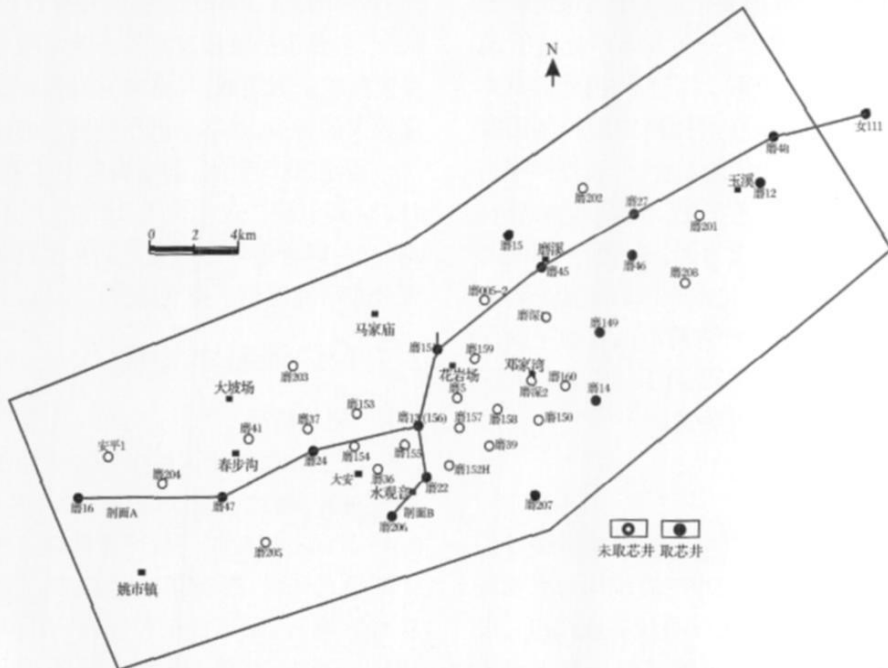 N
女111
磨48
玉溪
磨12
磨202
磨27
磨201
0 2 4km
磨15
磨溪
磨45
磨46
磨208
磨005-2
磨深1
马家庙
磨149
磨151
磨159
邓家湾
花岩场
磨203
磨深2
磨160
大坡场
磨5
磨14
磨153
磨158
磨150
磨37
磨13(156)
磨157
磨41
安平1
春步沟
磨24
磨154
磨155
磨39
磨204
大安
磨36
磨152H
水观音
磨22
磨16
剖面A
磨47
磨206
剖面B
磨207
磨205
未取芯井 取芯井
姚市镇